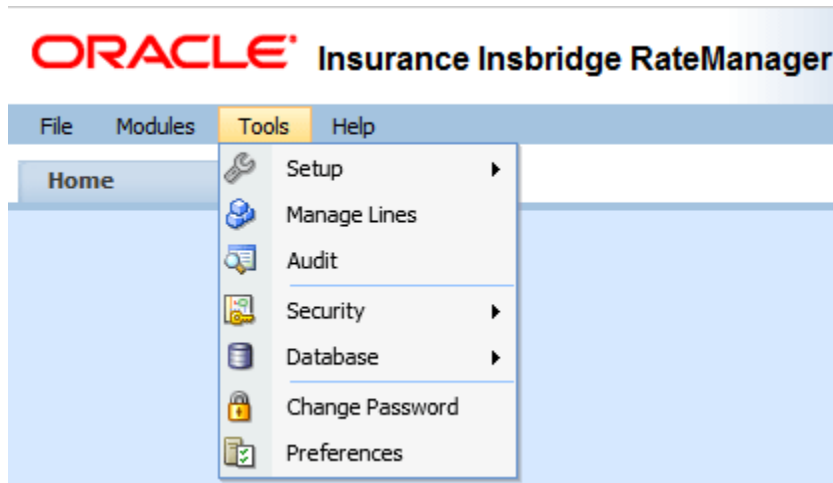 ORACLE Insurance Insbridge RateManager
File Modules Tools Help
Home
Setup
Manage Lines
Audit
Security
Database
Change Password
Preferences